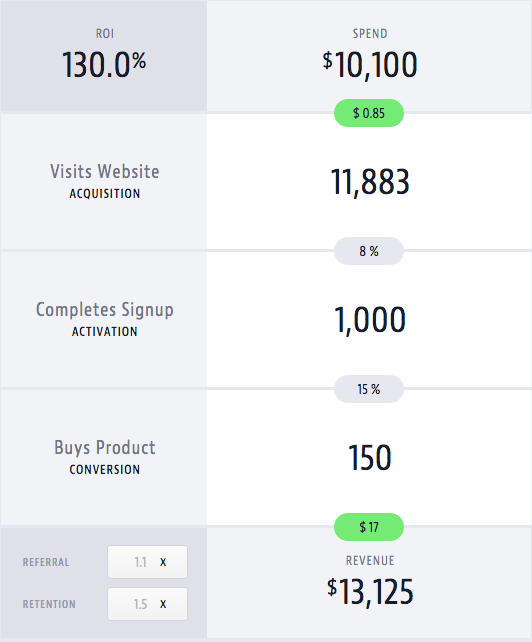 ROI
130.0%
SPEND
$10,100
$ 0.85
Visits Website
ACQUISITION
11,883
8 %
Completes Signup
ACTIVATION
1,000
15 %
Buys Product
CONVERSION
150
$ 17
REFERRAL 1.1 X
RETENTION 1.5 X
REVENUE
$13,125